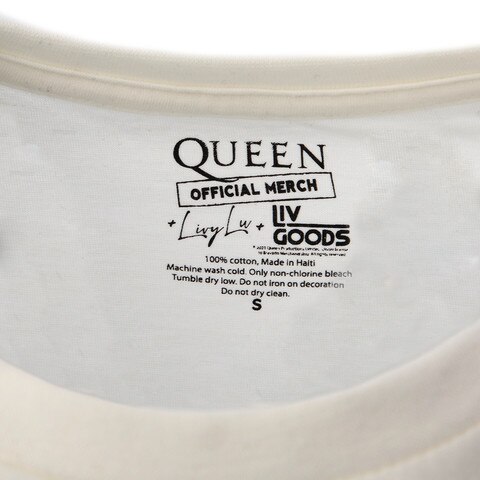 QUEEN
OFFICIAL MERCH
+ Livy Lu + LIV GOODS
100% cotton, Made in Haiti
Machine wash cold. Only non-chlorine bleach
Tumble dry low. Do not iron on decoration
Do not dry clean.
S